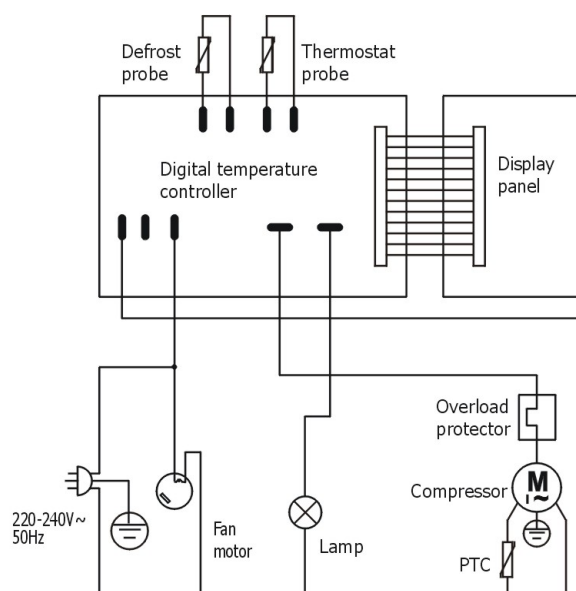 Defrost
probe
Thermostat
probe
Digital temperature
controller
Display
panel
Overload
protector
M
~
Compressor
220-240V~
50Hz
Fan
motor
Lamp
PTC